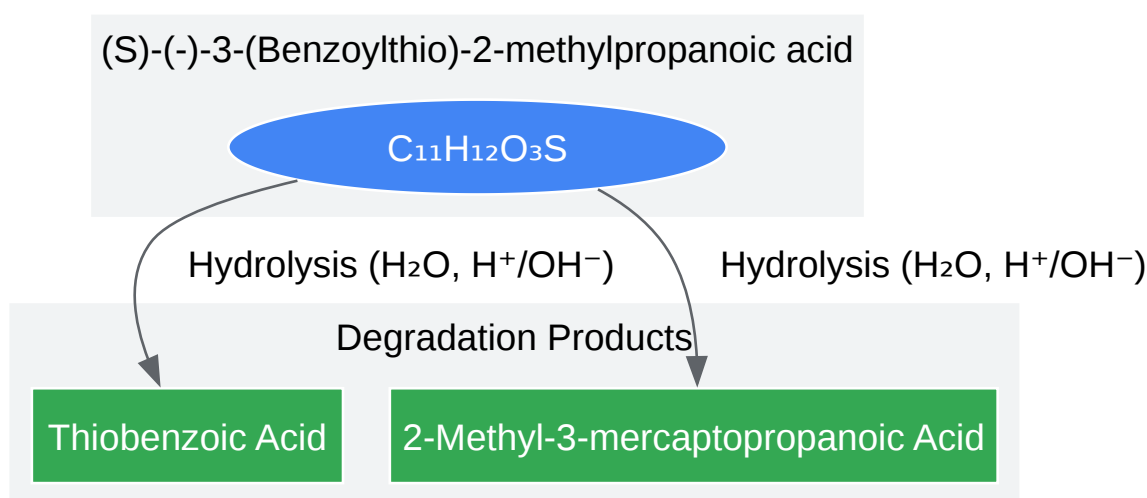 (S)-(-)-3-(Benzoylthio)-2-methylpropanoic acid
C₁₁H₁₂O₃S
Hydrolysis (H₂O, H⁺/OH⁻)
Hydrolysis (H₂O, H⁺/OH⁻)
Degradation Products
Thiobenzoic Acid
2-Methyl-3-mercaptopropanoic Acid